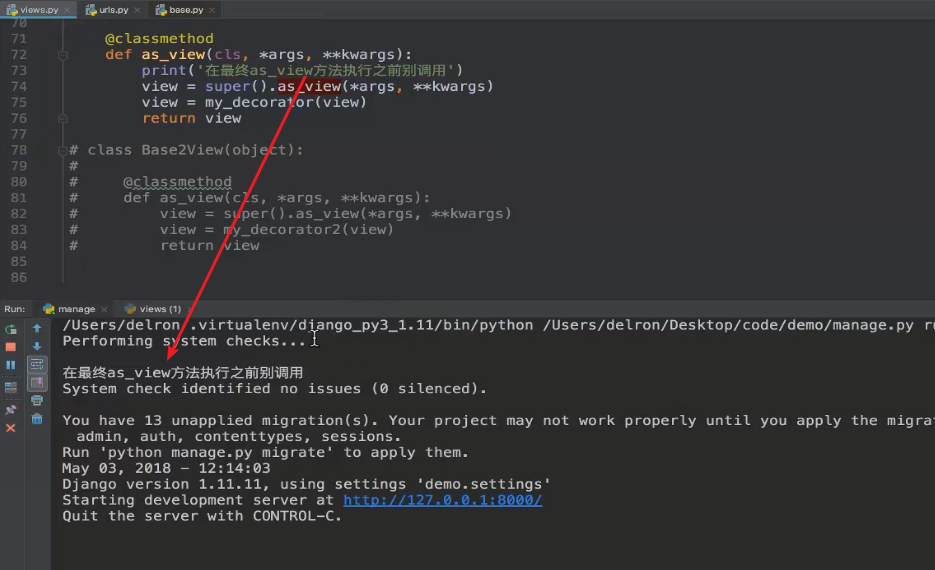 views.py urls.py base.py
70
71 @classmethod
72 def as_view(cls, *args, **kwargs):
73 print('在最终as_view方法执行之前别调用')
74 view = super().as_view(*args, **kwargs)
75 view = my_decorator(view)
76 return view
77
78 # class Base2View(object):
79 #
80 # @classmethod
81 # def as_view(cls, *args, **kwargs):
82 # view = super().as_view(*args, **kwargs)
83 # view = my_decorator2(view)
84 # return view
85
86
Run: manage views (1)
/Users/delron/.virtualenv/django_py3_1.11/bin/python /Users/delron/Desktop/code/demo/manage.py ru
Performing system checks...
在最终as_view方法执行之前别调用
System check identified no issues (0 silenced).
You have 13 unapplied migration(s). Your project may not work properly until you apply the migrat
admin, auth, contenttypes, sessions.
Run 'python manage.py migrate' to apply them.
May 03, 2018 - 12:14:03
Django version 1.11.11, using settings 'demo.settings'
Starting development server at http://127.0.0.1:8000/
Quit the server with CONTROL-C.